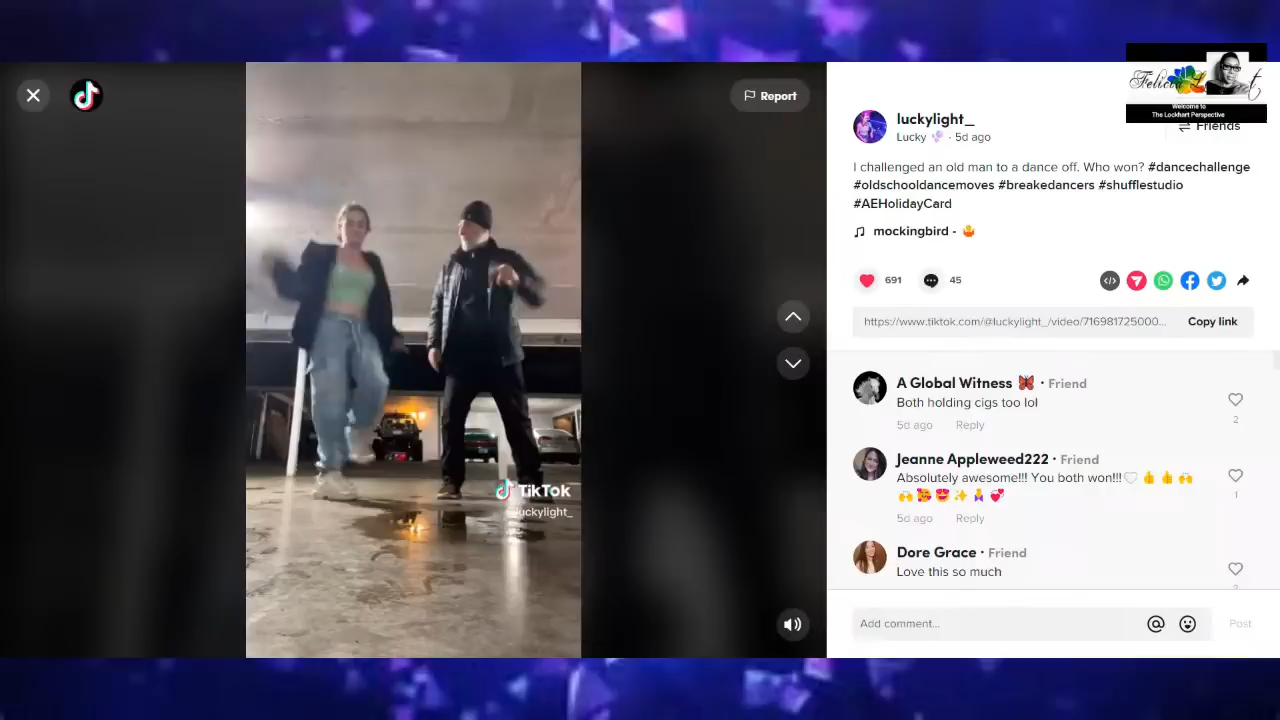 Report
Felicia
Welcome to
The Lockhart Perspective
luckylight_
Lucky · 5d ago
Friends
I challenged an old man to a dance off. Who won? #dancechallenge
#oldschooldancemoves #breakedancers #shufflestudio
#AEHolidayCard
mockingbird -
691
45
https://www.tiktok.com/@luckylight_/video/716981725000...
Copy link
A Global Witness 🦋 · Friend
Both holding cigs too lol
2
5d ago Reply
Jeanne Appleweed222 · Friend
Absolutely awesome!!! You both won!!!🤍👍👍🙌
🙌🥰😍✨🧜‍♀️💞
1
5d ago Reply
Dore Grace · Friend
Love this so much
TikTok
@luckylight_
Add comment...
Post